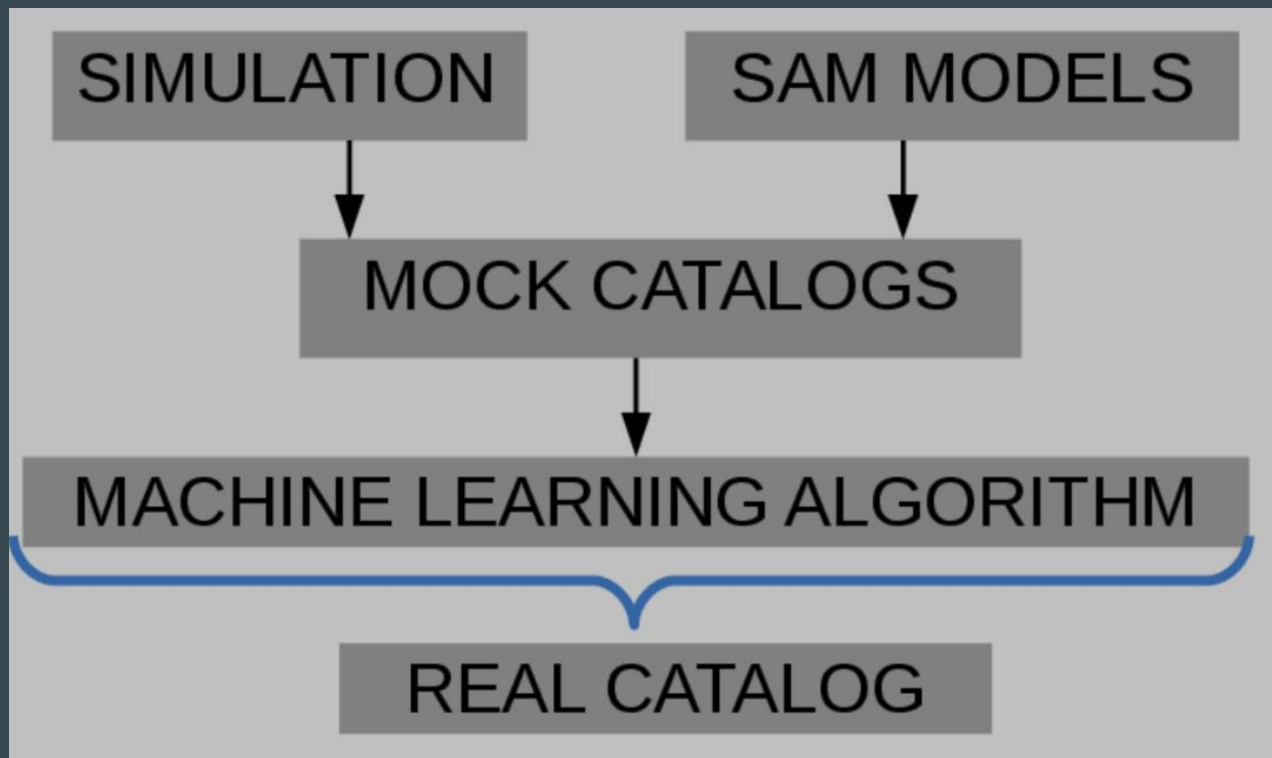 SIMULATION
SAM MODELS
MOCK CATALOGS
MACHINE LEARNING ALGORITHM
REAL CATALOG